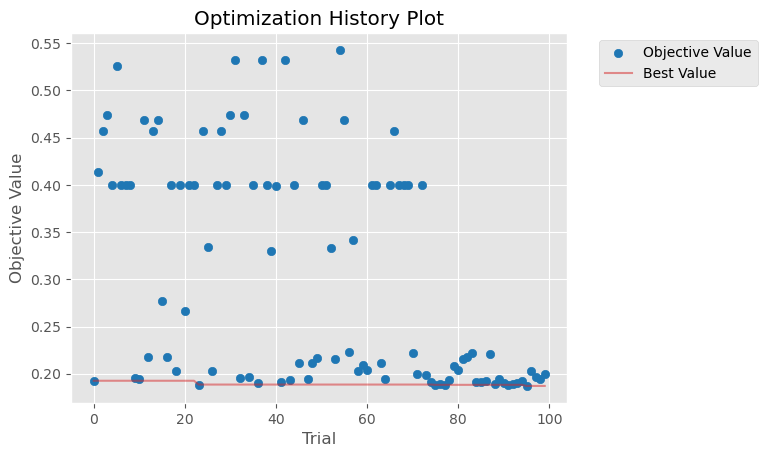 Optimization History Plot
Objective Value
Best Value
Objective Value
0.55
0.50
0.45
0.40
0.35
0.30
0.25
0.20
0
20
40
60
80
100
Trial